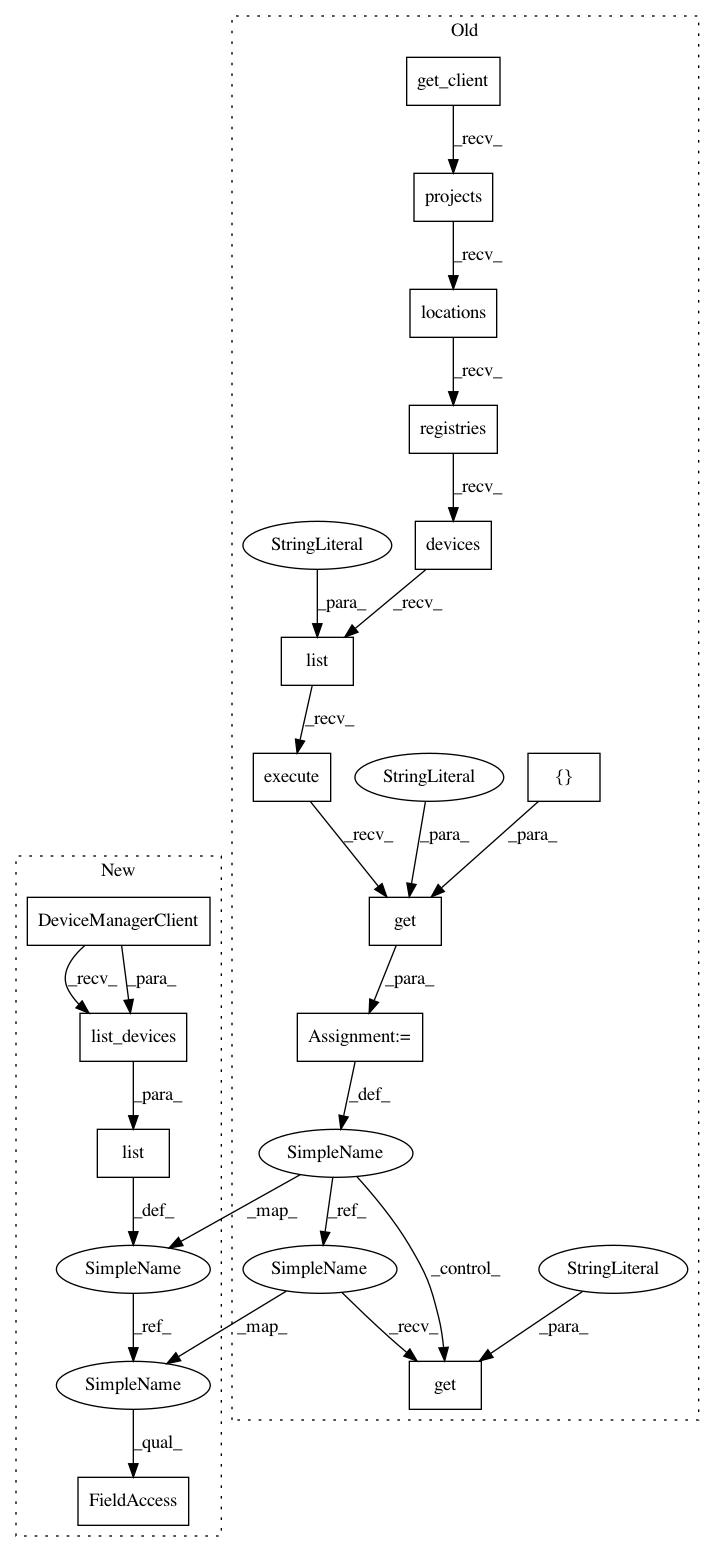 Old
get_client
_recv_
projects
_recv_
locations
_recv_
registries
_recv_
StringLiteral
devices
_para_
_recv_
list
_recv_
execute
StringLiteral
{}
_recv_
_para_
_para_
New
DeviceManagerClient
get
_recv_
_para_
_para_
list_devices
Assignment:=
_para_
_def_
list
SimpleName
_def_
_map_
_ref_
_control_
SimpleName
SimpleName
StringLiteral
_ref_
_map_
_recv_
_para_
SimpleName
get
_qual_
FieldAccess